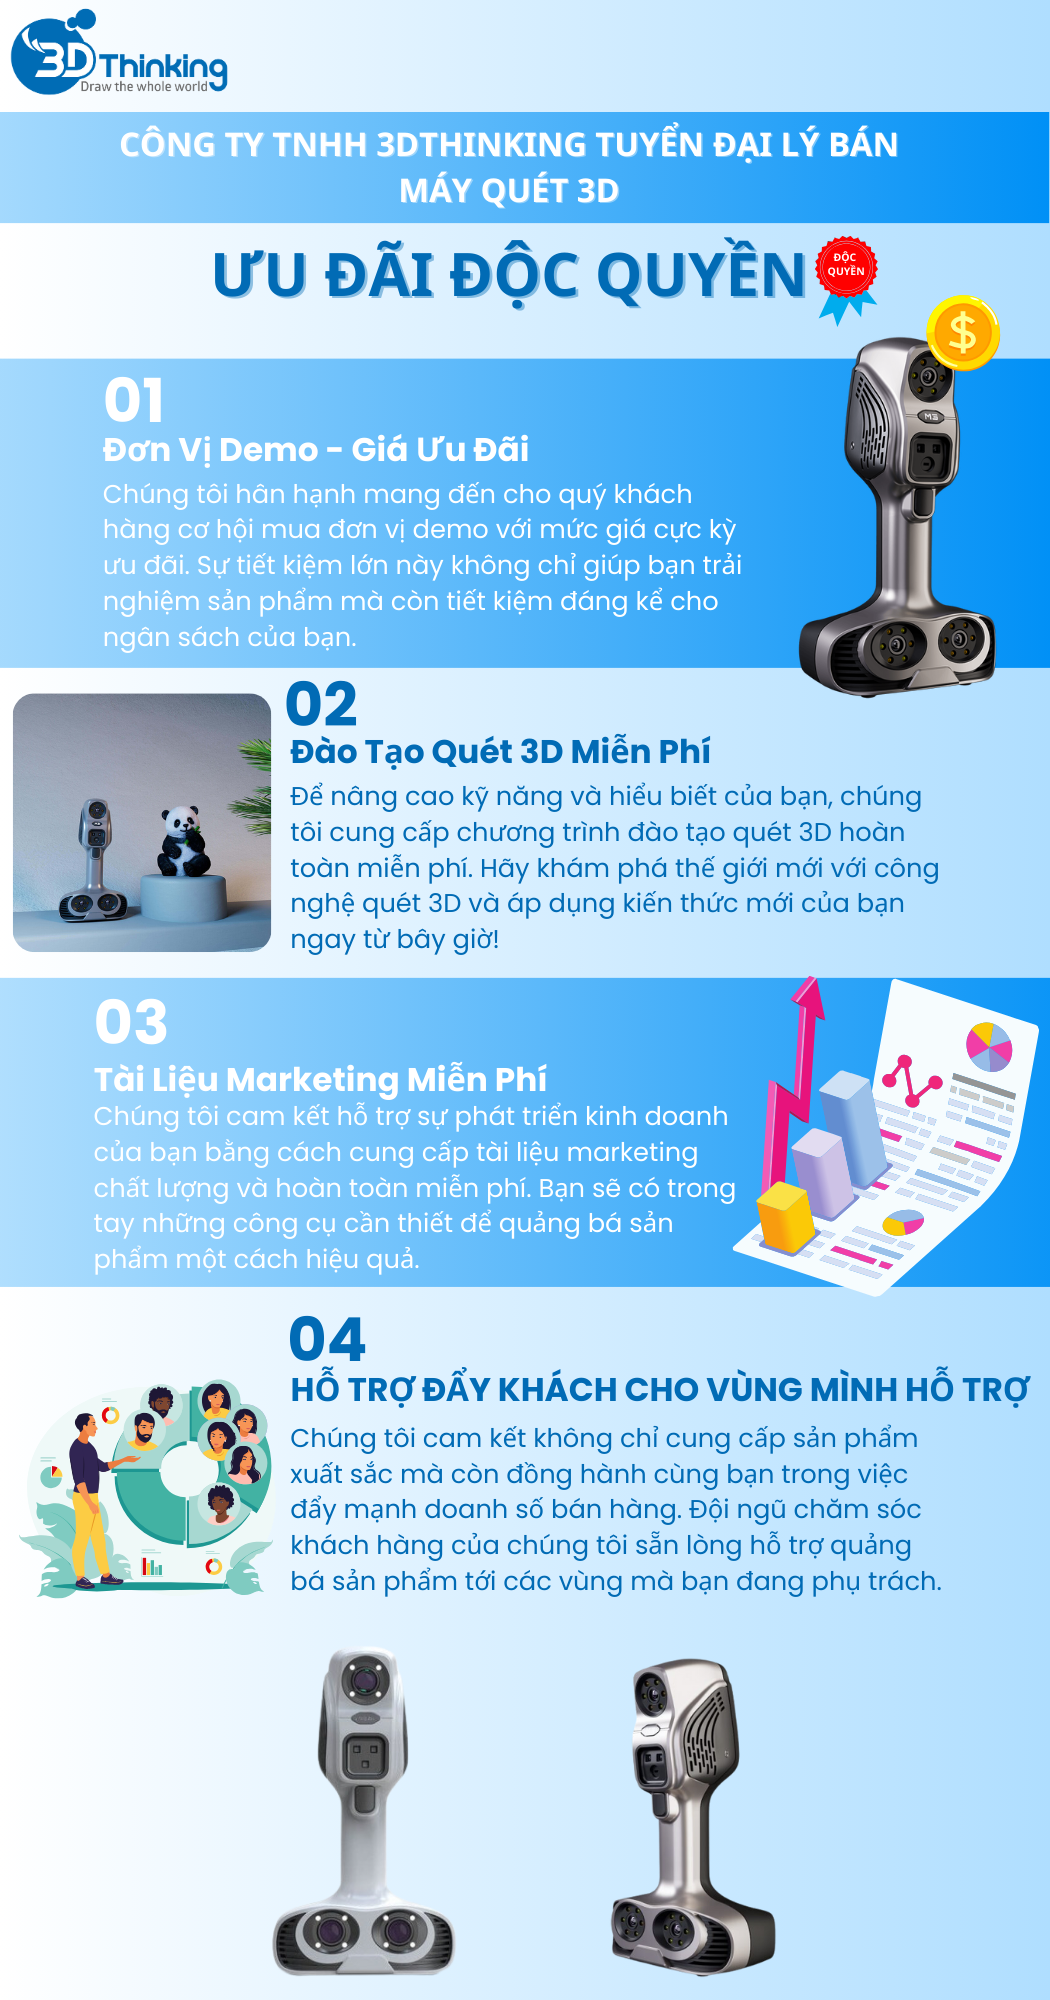 3D Thinking
Draw the whole world
CÔNG TY TNHH 3DTHINKING TUYỂN ĐẠI LÝ BÁN
MÁY QUÉT 3D
ƯU ĐÃI ĐỘC QUYỀN
ĐỘC
QUYỀN
$
M3
01
Đơn Vị Demo - Giá Ưu Đãi
Chúng tôi hân hạnh mang đến cho quý khách
hàng cơ hội mua đơn vị demo với mức giá cực kỳ
ưu đãi. Sự tiết kiệm lớn này không chỉ giúp bạn trải
nghiệm sản phẩm mà còn tiết kiệm đáng kể cho
ngân sách của bạn.
02
Đào Tạo Quét 3D Miễn Phí
Để nâng cao kỹ năng và hiểu biết của bạn, chúng
tôi cung cấp chương trình đào tạo quét 3D hoàn
toàn miễn phí. Hãy khám phá thế giới mới với công
nghệ quét 3D và áp dụng kiến thức mới của bạn
ngay từ bây giờ!
03
Tài Liệu Marketing Miễn Phí
Chúng tôi cam kết hỗ trợ sự phát triển kinh doanh
của bạn bằng cách cung cấp tài liệu marketing
chất lượng và hoàn toàn miễn phí. Bạn sẽ có trong
tay những công cụ cần thiết để quảng bá sản
phẩm một cách hiệu quả.
04
HỖ TRỢ ĐẨY KHÁCH CHO VÙNG MÌNH HỖ TRỢ
Chúng tôi cam kết không chỉ cung cấp sản phẩm
xuất sắc mà còn đồng hành cùng bạn trong việc
đẩy mạnh doanh số bán hàng. Đội ngũ chăm sóc
khách hàng của chúng tôi sẵn lòng hỗ trợ quảng
bá sản phẩm tới các vùng mà bạn đang phụ trách.